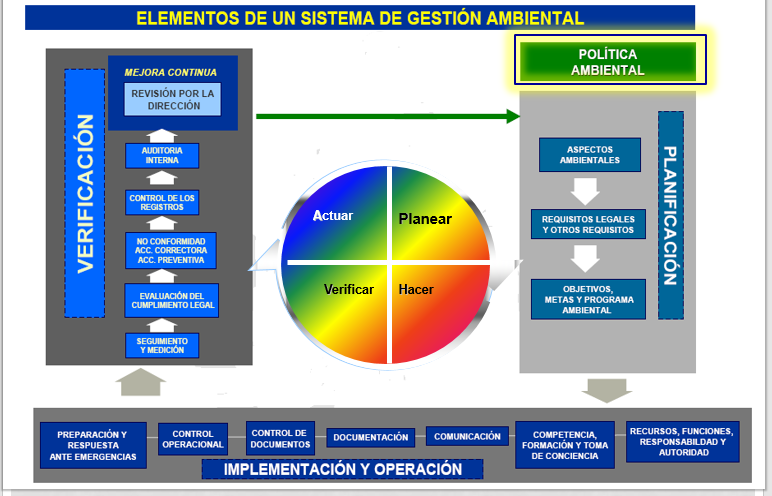 ELEMENTOS DE UN SISTEMA DE GESTIÓN AMBIENTAL
POLÍTICA
AMBIENTAL
MEJORA CONTINUA
REVISIÓN POR LA
DIRECCIÓN
VERIFICACIÓN
AUDITORIA
INTERNA
CONTROL DE LOS
REGISTROS
NO CONFORMIDAD
ACC. CORRECTORA
ACC. PREVENTIVA
EVALUACIÓN DEL
CUMPLIMIENTO LEGAL
SEGUIMIENTO
Y MEDICIÓN
Actuar
Planear
Verificar
Hacer
ASPECTOS
AMBIENTALES
REQUISITOS LEGALES
Y OTROS REQUISITOS
OBJETIVOS,
METAS Y PROGRAMA
AMBIENTAL
PLANIFICACIÓN
PREPARACIÓN Y
RESPUESTA
ANTE EMERGENCIAS
CONTROL
OPERACIONAL
CONTROL DE
DOCUMENTOS
DOCUMENTACIÓN
COMUNICACIÓN
COMPETENCIA,
FORMACIÓN Y TOMA
DE CONCIENCIA
RECURSOS, FUNCIONES,
RESPONSABILDAD Y
AUTORIDAD
IMPLEMENTACIÓN Y OPERACIÓN